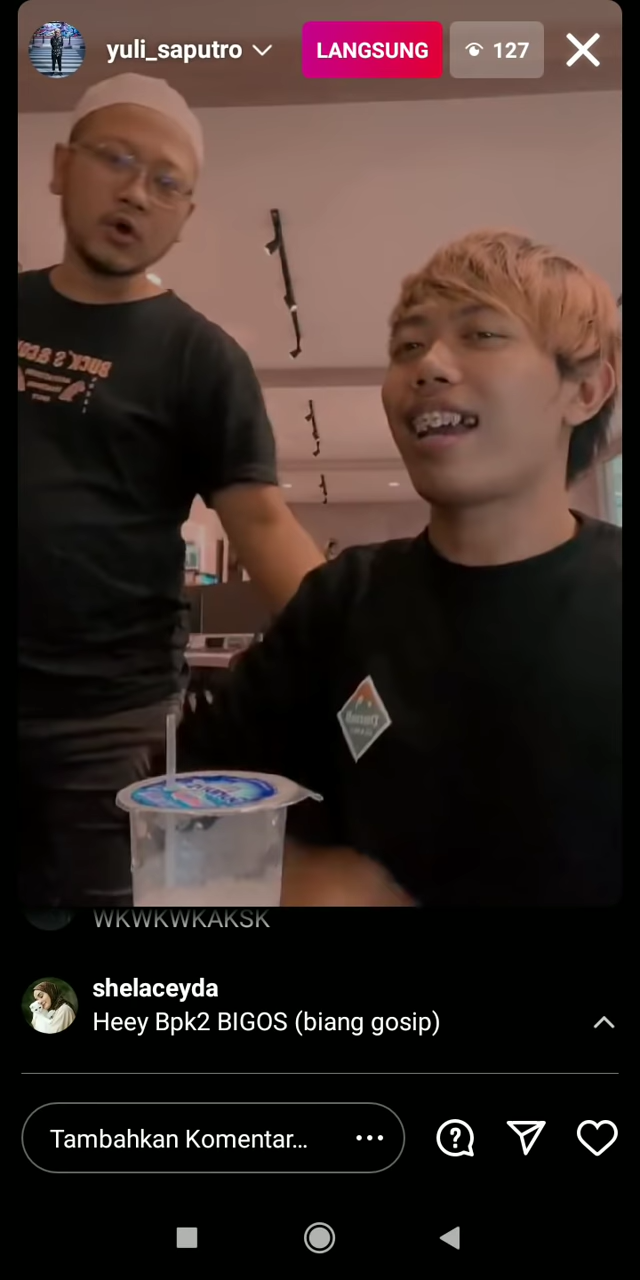 yuli_saputro
LANGSUNG
127
WKWKWKAKSK
shelaceyda
Heey Bpk2 BIGOS (biang gosip)
Tambahkan Komentar...